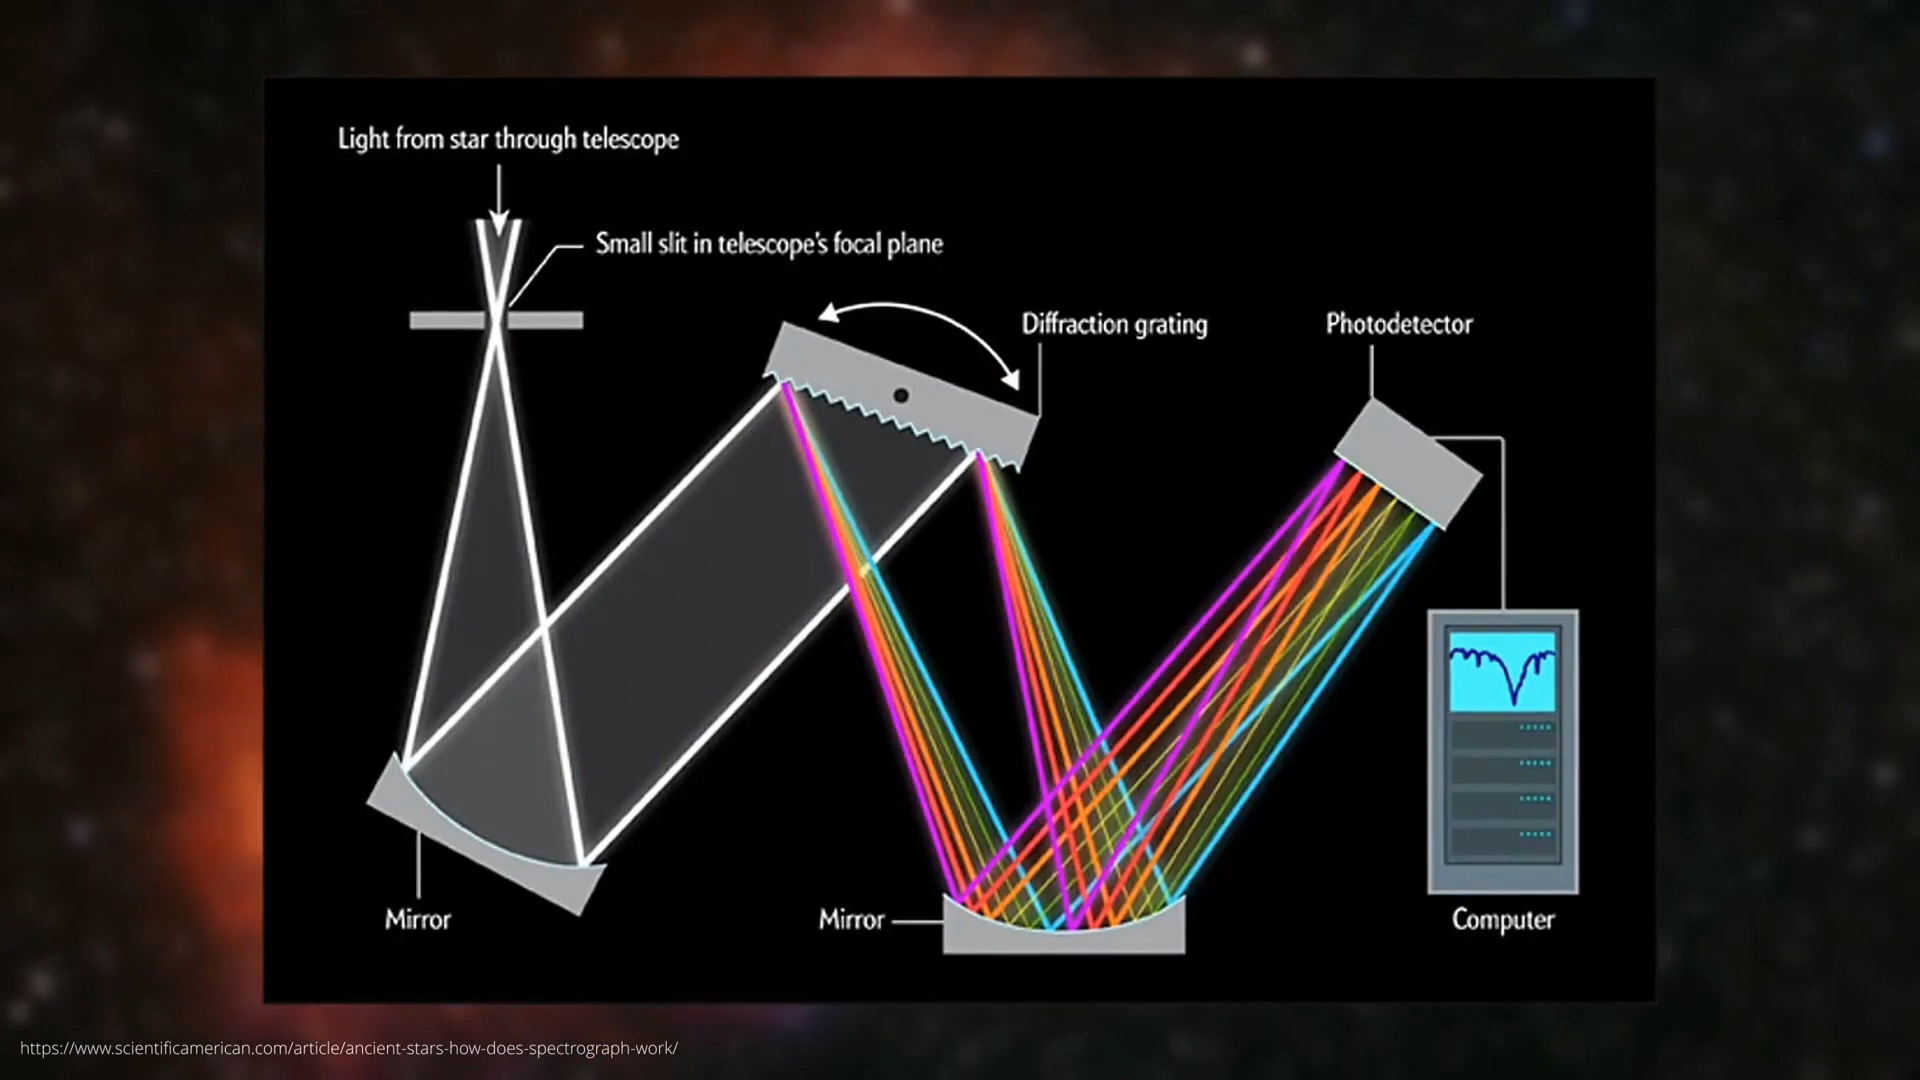 Light from star through telescope
Small slit in telescope's focal plane
Diffraction grating
Photodetector
Mirror
Mirror
Computer
https://www.scientificamerican.com/article/ancient-stars-how-does-spectrograph-work/